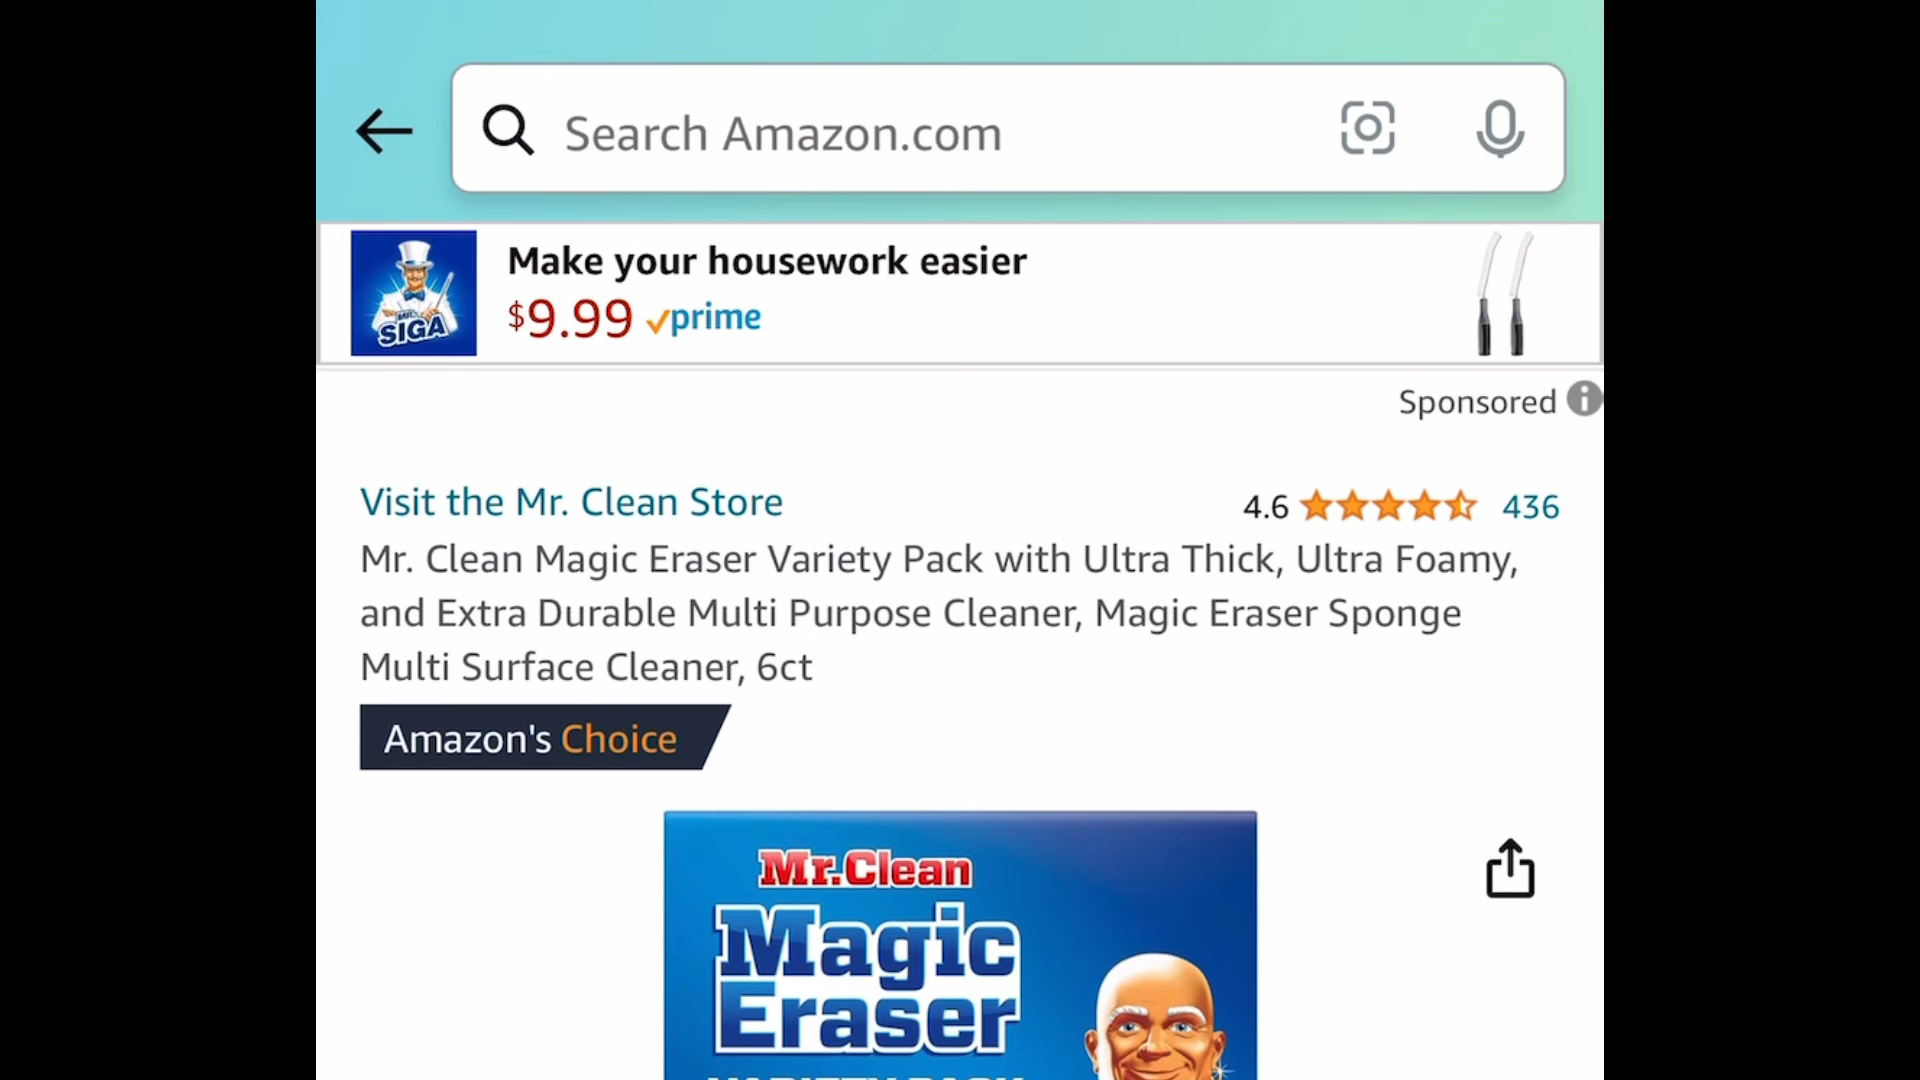 Search Amazon.com
MR.
SIGA
Make your housework easier
$9.99 prime
Sponsored
Visit the Mr. Clean Store
4.6 436
Mr. Clean Magic Eraser Variety Pack with Ultra Thick, Ultra Foamy,
and Extra Durable Multi Purpose Cleaner, Magic Eraser Sponge
Multi Surface Cleaner, 6ct
Amazon's Choice
Mr.Clean
Magic
Eraser